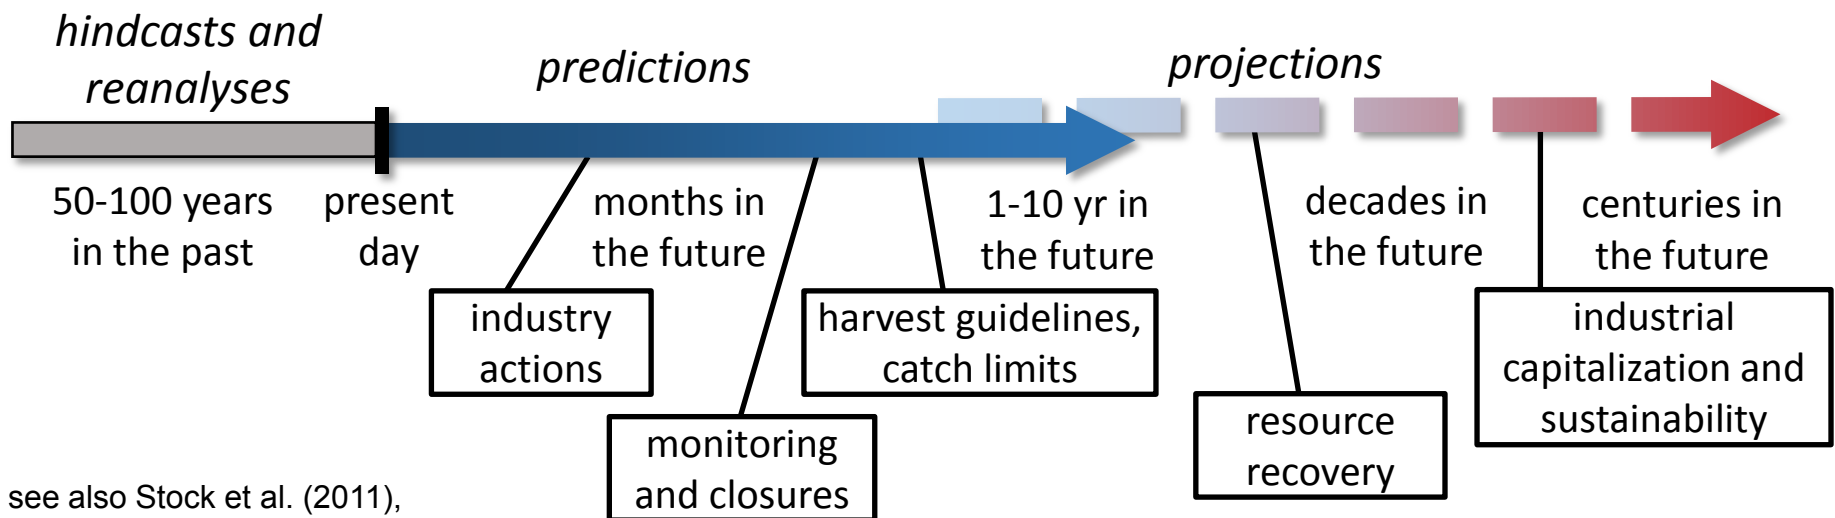 hindcasts and
reanalyses
predictions
projections
50-100 years
in the past
present
day
months in
the future
1-10 yr in
the future
decades in
the future
centuries in
the future
industry
actions
monitoring
and closures
harvest guidelines,
catch limits
resource
recovery
industrial
capitalization and
sustainability
see also Stock et al. (2011),